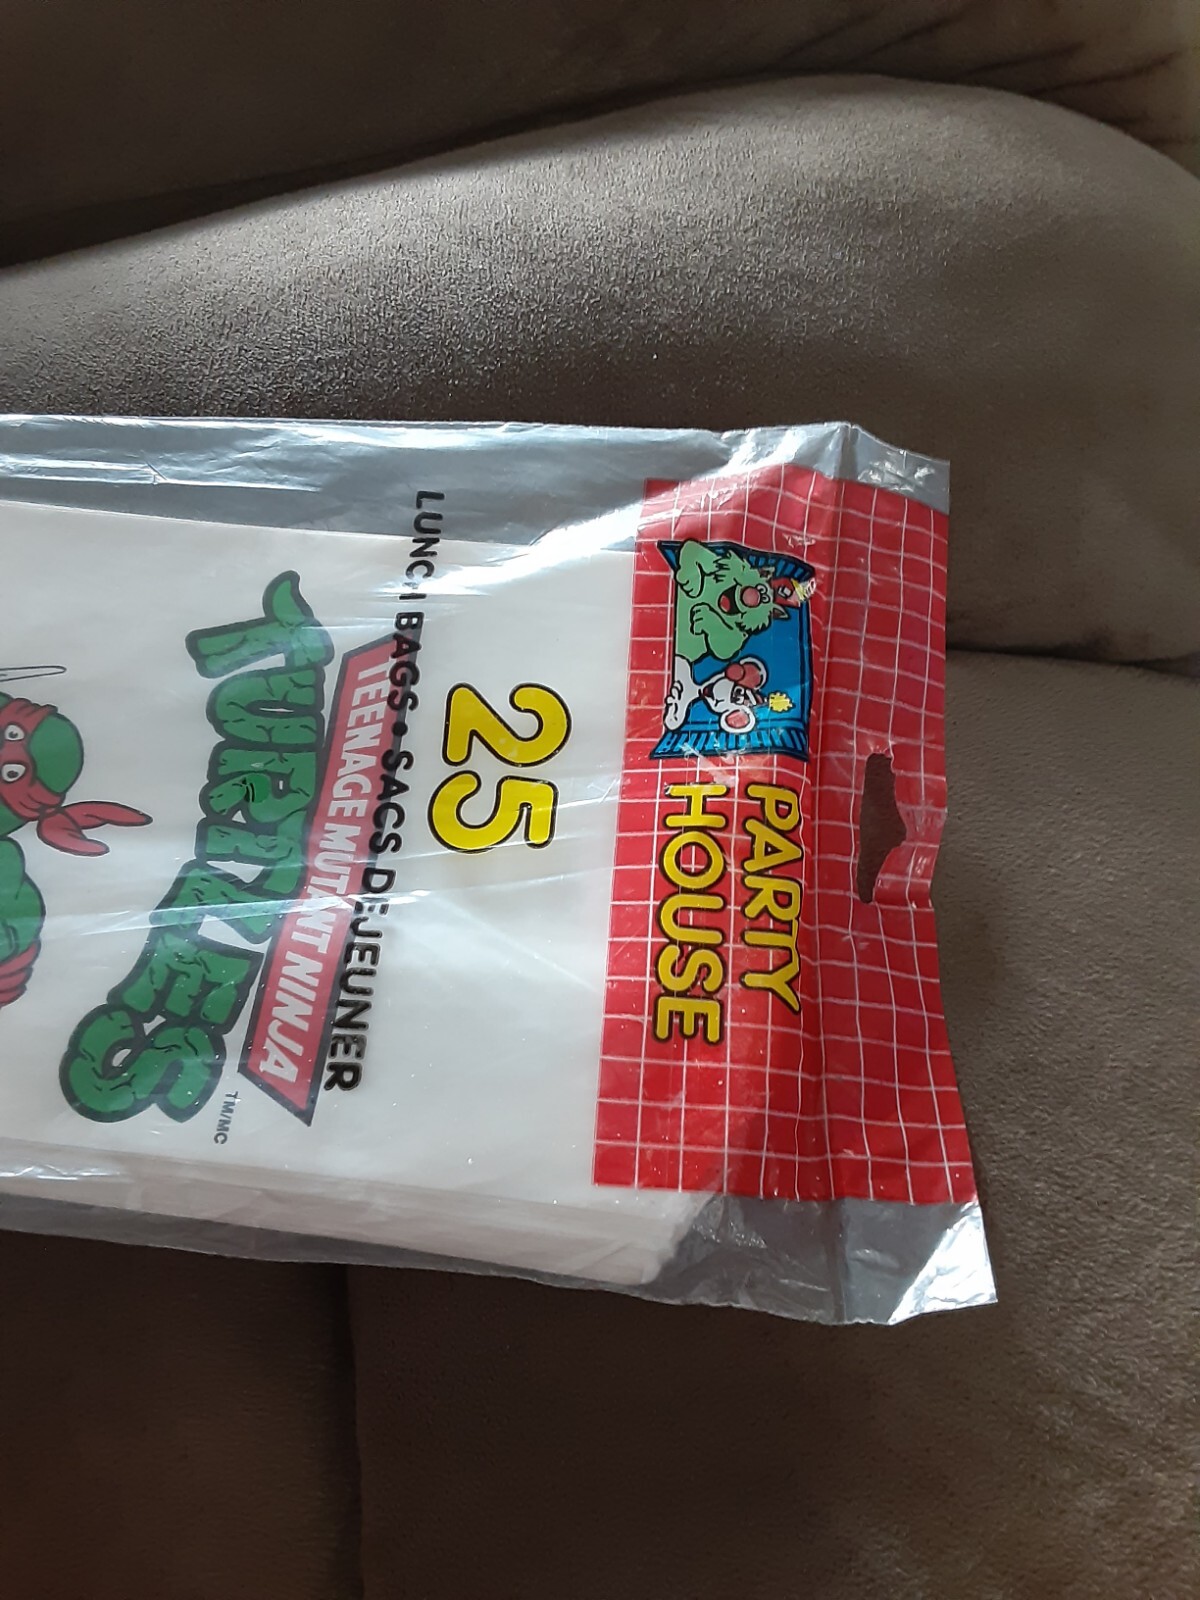 PARTY
HOUSE
25
LUNCH BAGS • SACS DEJEUNER
TEENAGE MUTANT NINJA
TURTLES
TM/MC